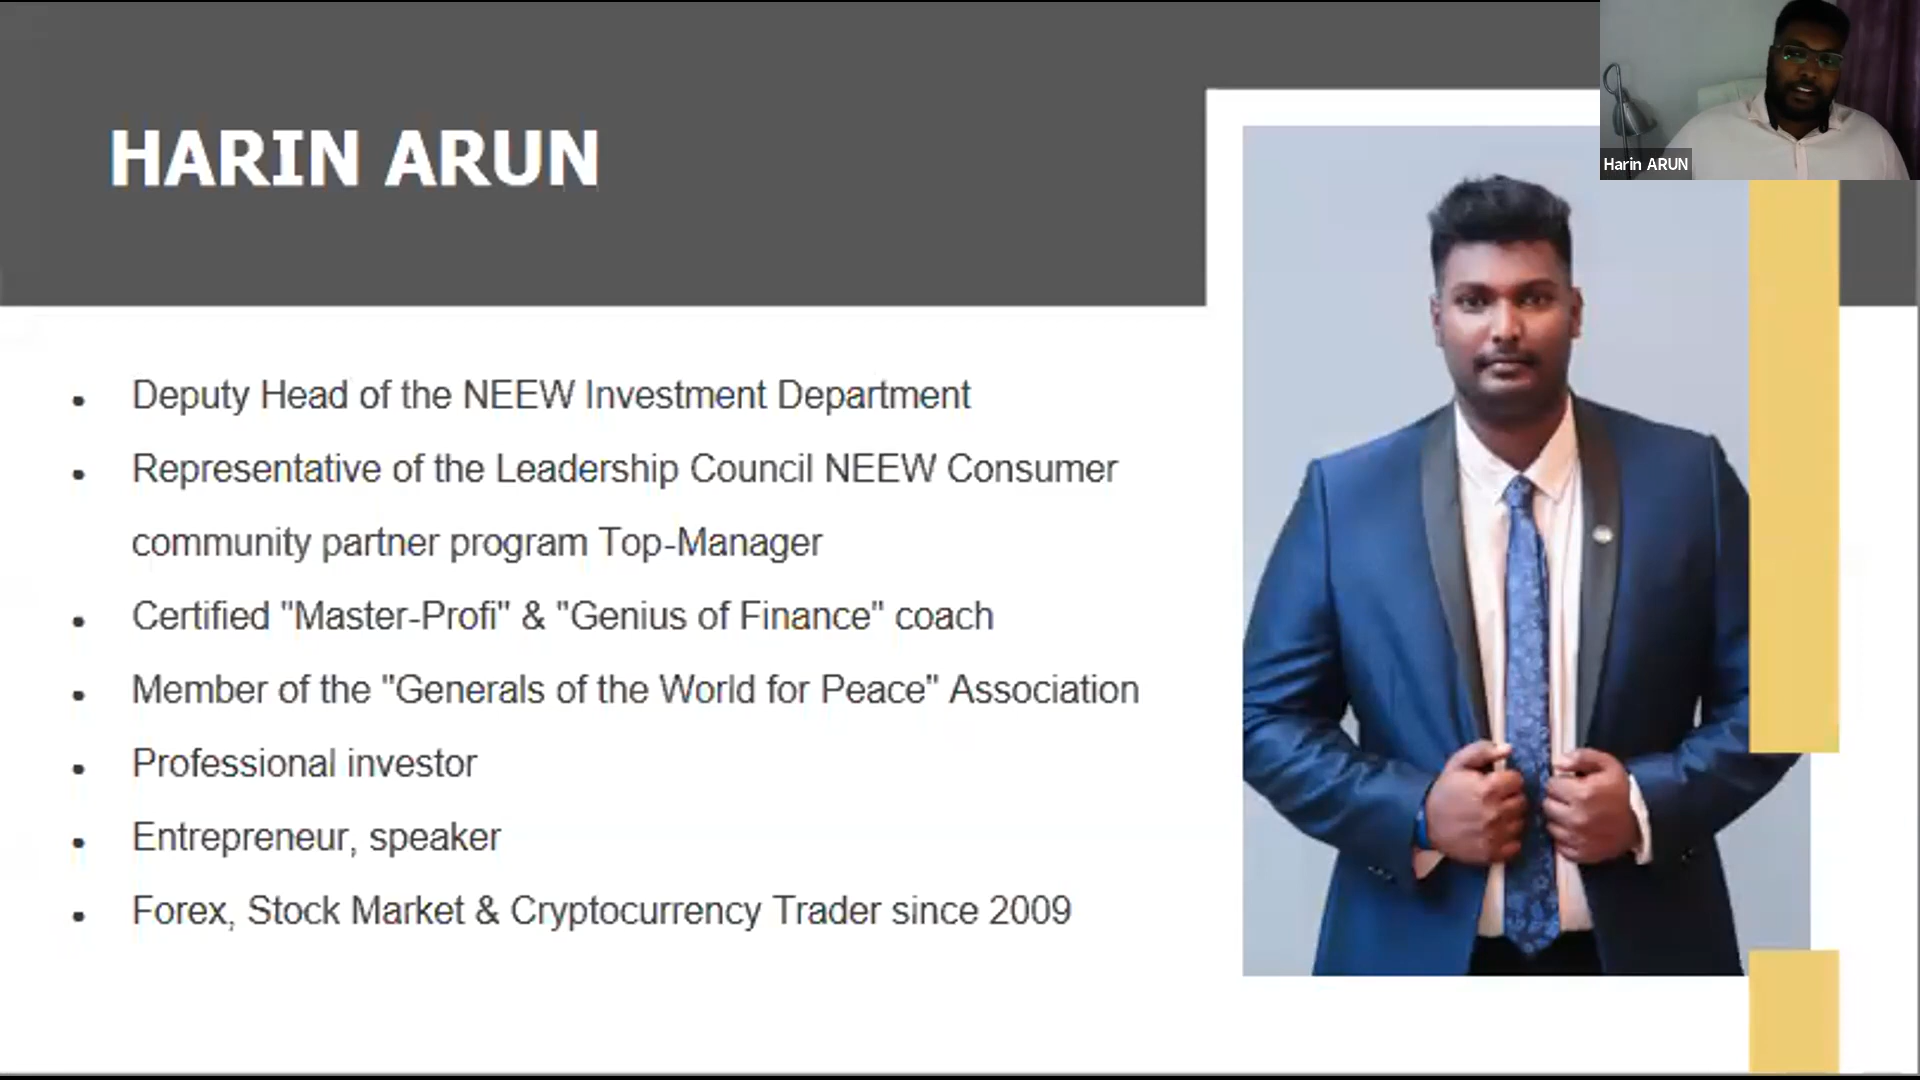 HARIN ARUN
Harin ARUN
Deputy Head of the NEEW Investment Department
Representative of the Leadership Council NEEW Consumer
community partner program Top-Manager
Certified "Master-Profi" & "Genius of Finance" coach
Member of the "Generals of the World for Peace" Association
Professional investor
Entrepreneur, speaker
Forex, Stock Market & Cryptocurrency Trader since 2009